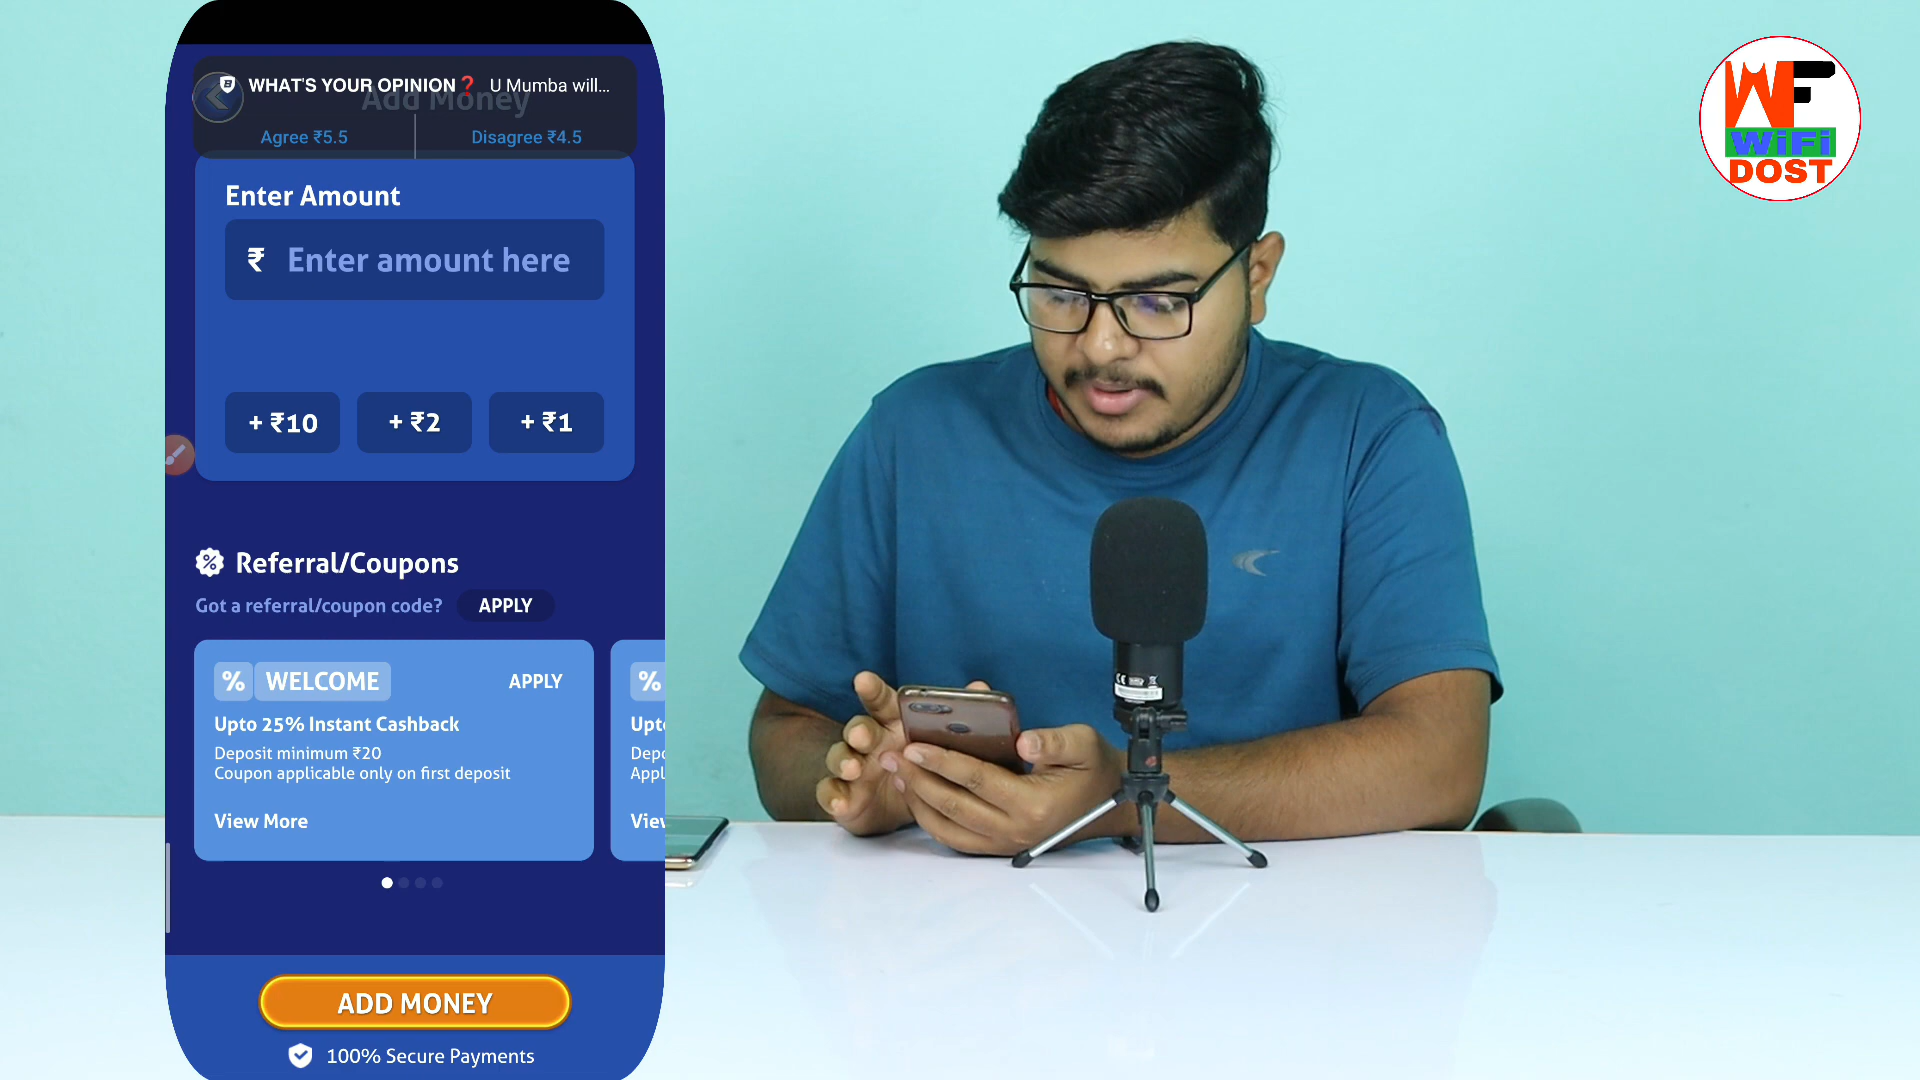 WHAT'S YOUR OPINION❓ U Mumba will...
Add Money
Agree ₹5.5
Disagree ₹4.5
Enter Amount
₹ Enter amount here
+ ₹10
+ ₹2
+ ₹1
Referral/Coupons
Got a referral/coupon code? APPLY
% WELCOME
APPLY
Upto 25% Instant Cashback
Deposit minimum ₹20
Coupon applicable only on first deposit
View More
%
ADD MONEY
100% Secure Payments
WF
WiFi
DOST